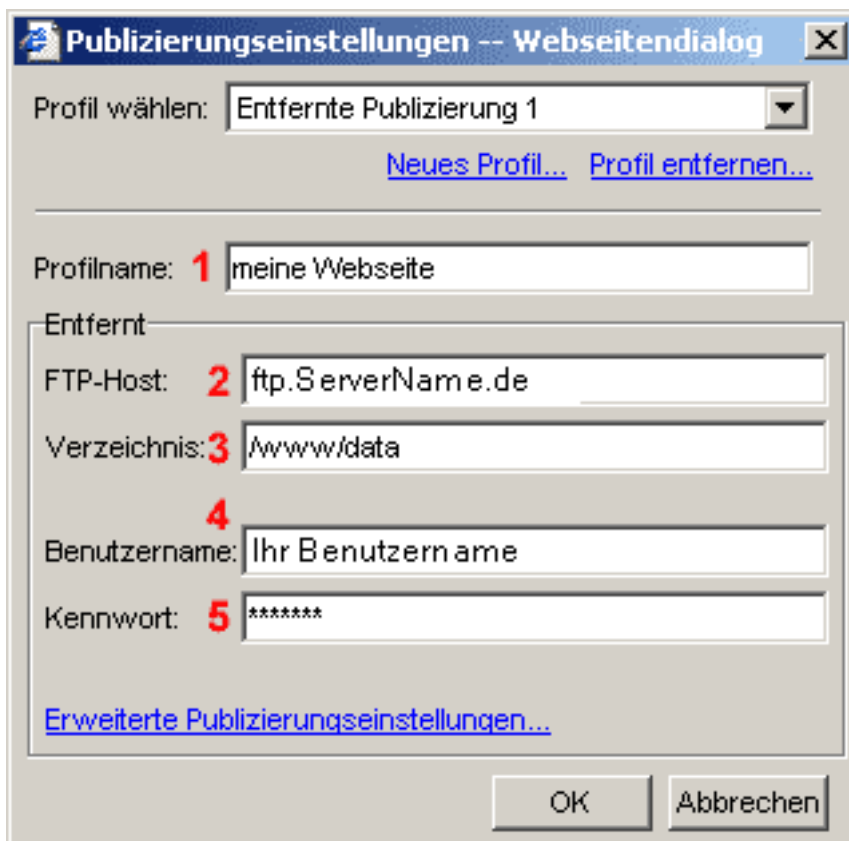 Publizierungseinstellungen -- Webseitendialog
Profil wählen: Entfernte Publizierung 1
Neues Profil... Profil entfernen...
Profilname: 1 meine Webseite
Entfernt
FTP-Host: 2 ftp.ServerName.de
Verzeichnis: 3 /www/data
4
Benutzername: Ihr Benutzername
Kennwort: 5 *******
Erweiterte Publizierungseinstellungen...
OK Abbrechen